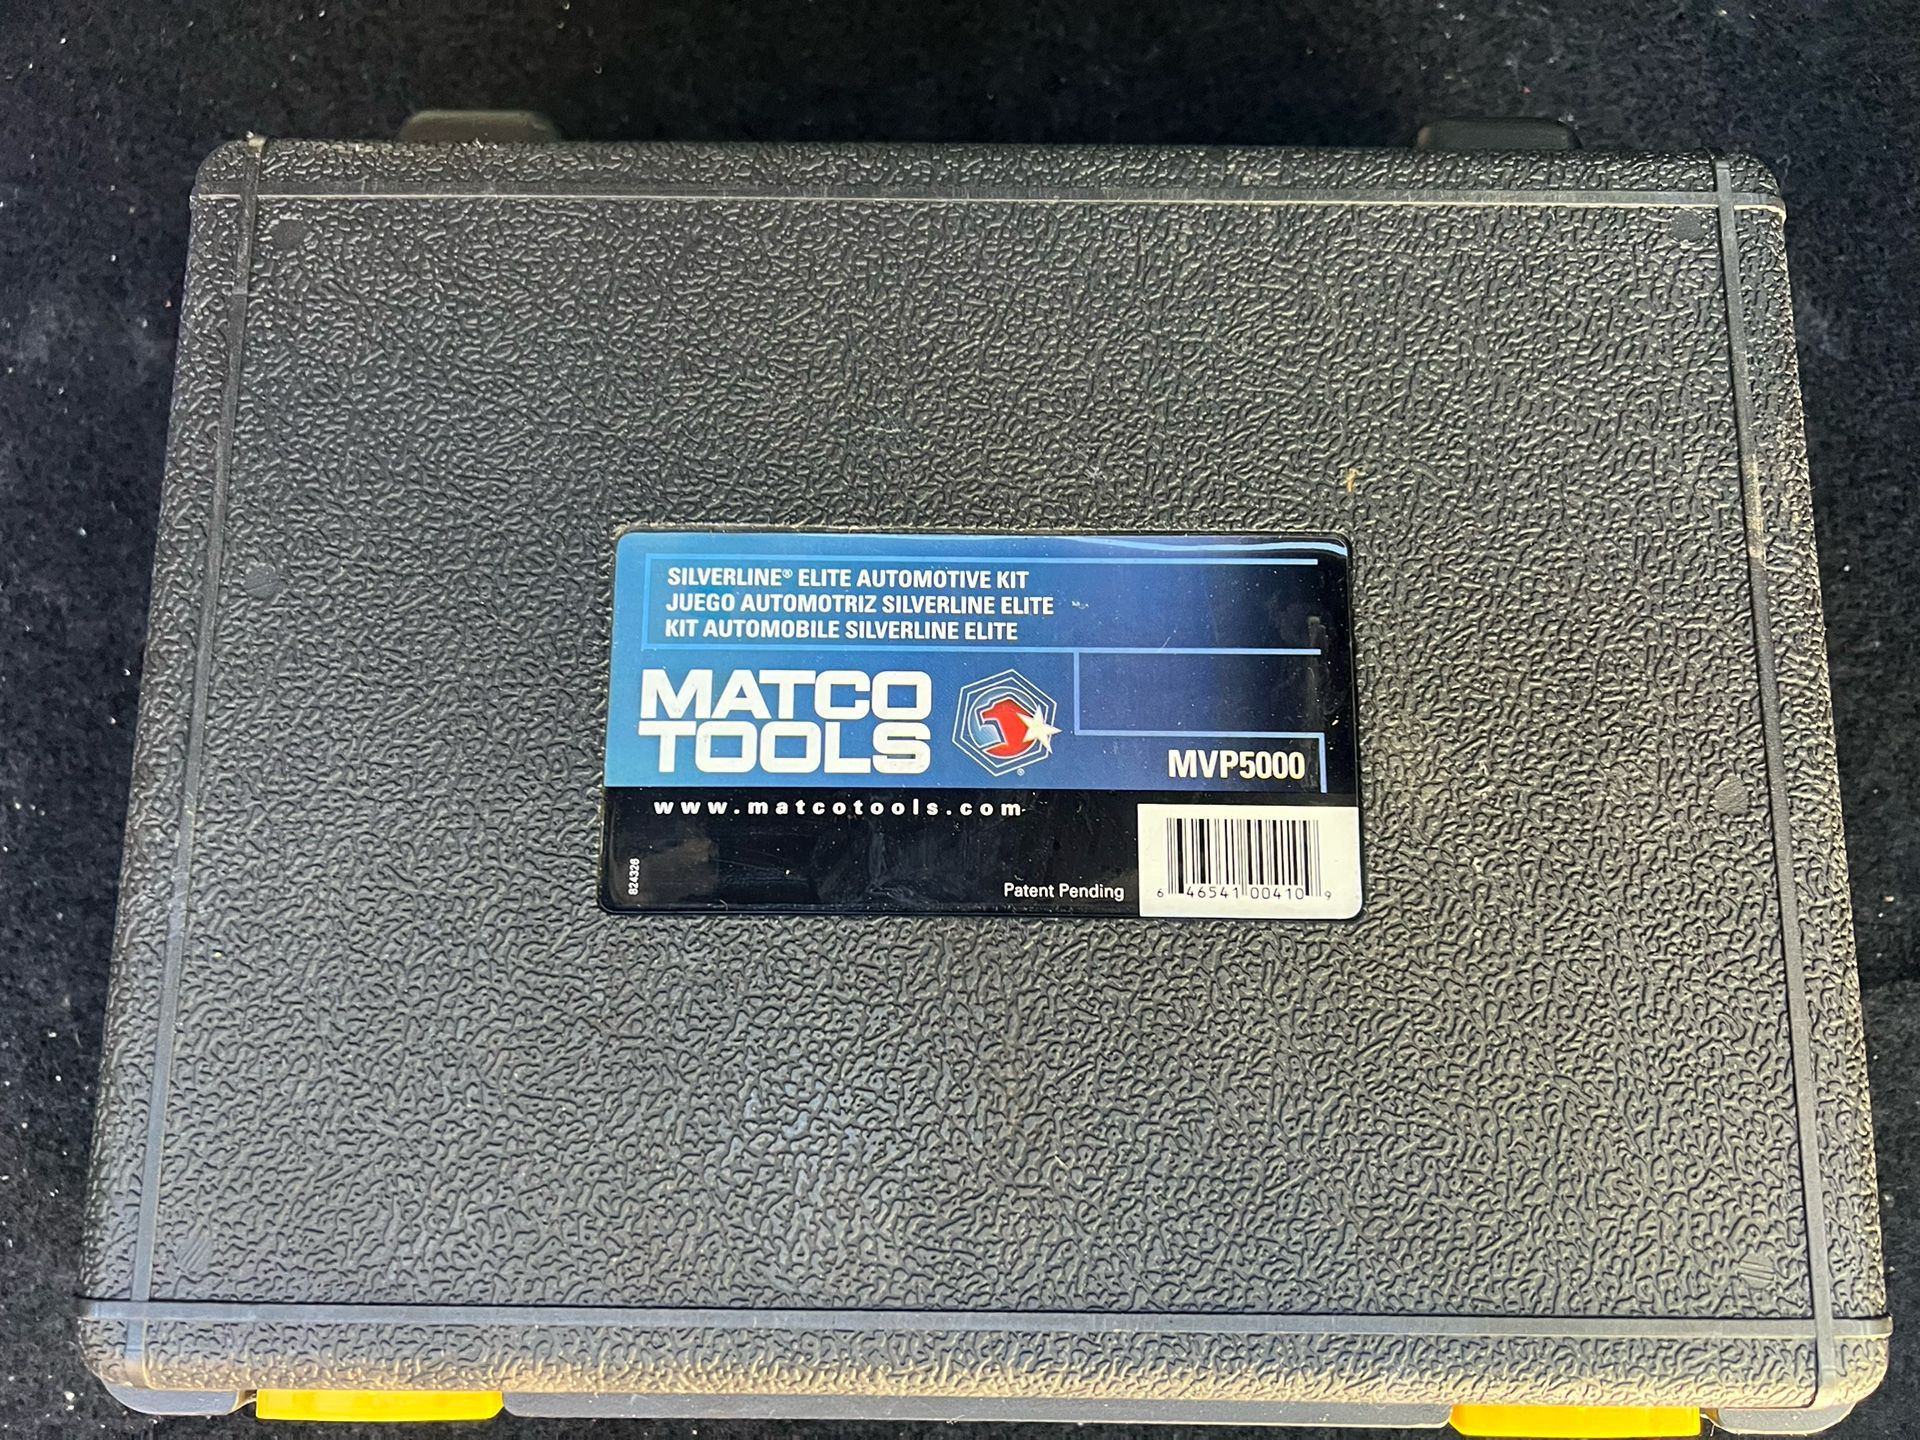 SILVERLINE® ELITE AUTOMOTIVE KIT
JUEGO AUTOMOTRIZ SILVERLINE ELITE
KIT AUTOMOBILE SILVERLINE ELITE
MATCO
TOOLS
®
MVP5000
www.matcotools.com
824326
Patent Pending
6 46541 00410 9